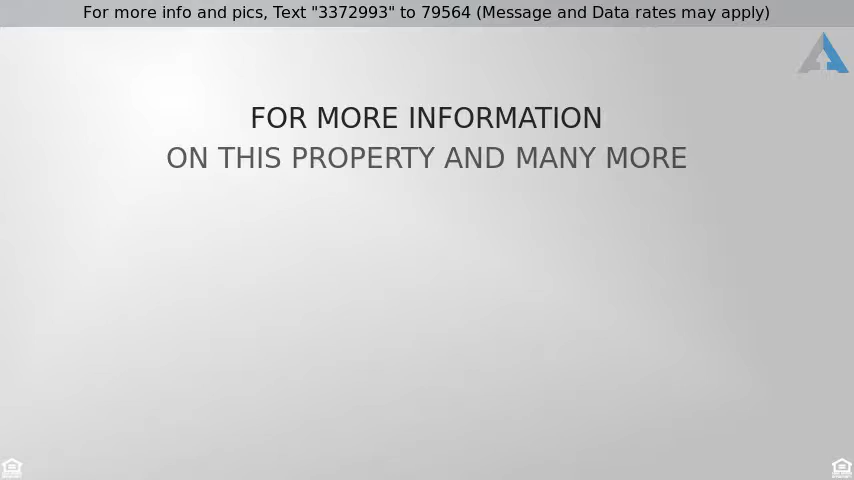 For more info and pics, Text "3372993" to 79564 (Message and Data rates may apply)
FOR MORE INFORMATION
ON THIS PROPERTY AND MANY MORE